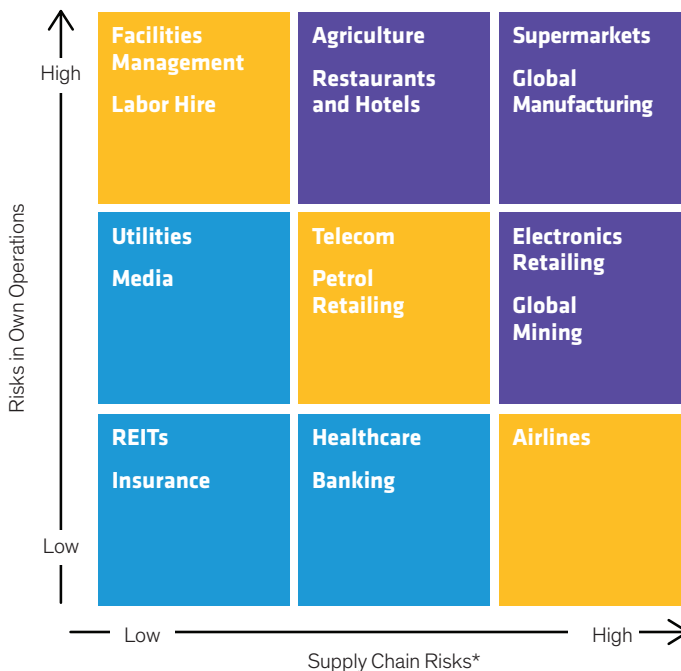 High
Facilities
Management
Labor Hire
Agriculture
Restaurants
and Hotels
Supermarkets
Global
Manufacturing
Risks in Own Operations
Utilities
Media
Telecom
Petrol
Retailing
Electronics
Retailing
Global
Mining
Low
REITs
Insurance
Healthcare
Banking
Airlines
Low
High
Supply Chain Risks*